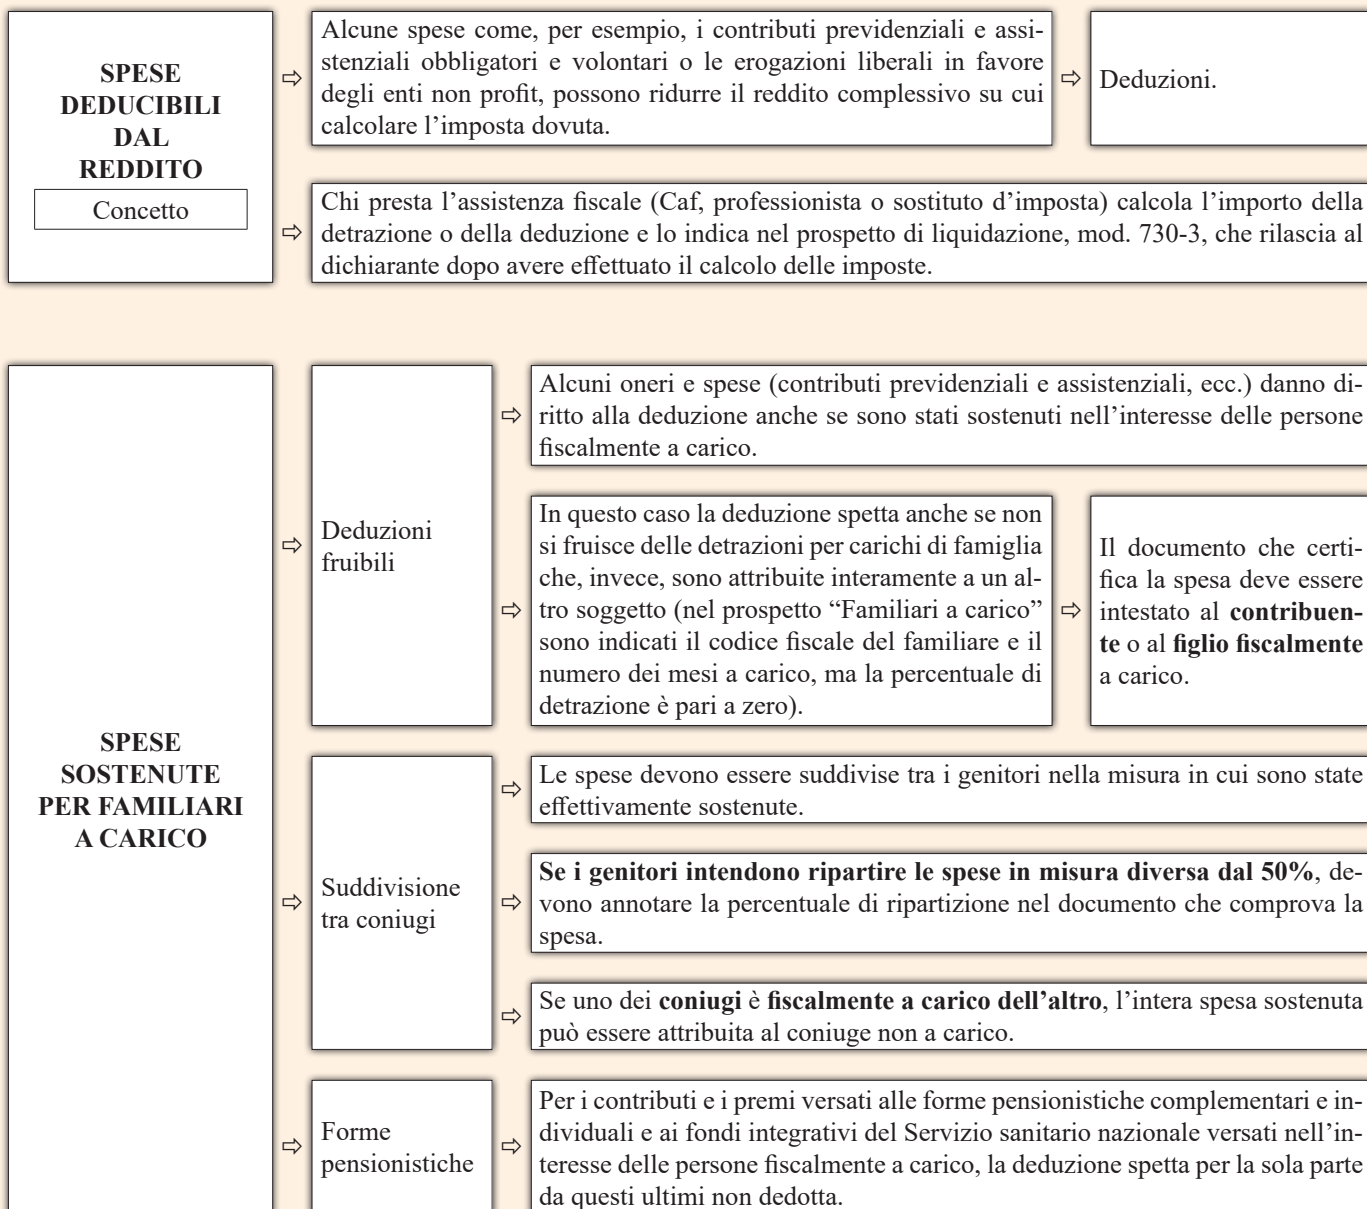 SPESE
DEDUCIBILI
DAL
REDDITO
Concetto
⇨
Alcune spese come, per esempio, i contributi previdenziali e assi-
stenziali obbligatori e volontari o le erogazioni liberali in favore
degli enti non profit, possono ridurre il reddito complessivo su cui
calcolare l'imposta dovuta.
⇨
Deduzioni.
⇨
Chi presta l'assistenza fiscale (Caf, professionista o sostituto d'imposta) calcola l'importo della
detrazione o della deduzione e lo indica nel prospetto di liquidazione, mod. 730-3, che rilascia al
dichiarante dopo avere effettuato il calcolo delle imposte.
SPESE
SOSTENUTE
PER FAMILIARI
A CARICO
⇨
Deduzioni
fruibili
⇨
Alcuni oneri e spese (contributi previdenziali e assistenziali, ecc.) danno di-
ritto alla deduzione anche se sono stati sostenuti nell'interesse delle persone
fiscalmente a carico.
⇨
In questo caso la deduzione spetta anche se non
si fruisce delle detrazioni per carichi di famiglia
che, invece, sono attribuite interamente a un al-
tro soggetto (nel prospetto “Familiari a carico”
sono indicati il codice fiscale del familiare e il
numero dei mesi a carico, ma la percentuale di
detrazione è pari a zero).
⇨
Il documento che certi-
fica la spesa deve essere
intestato al contribuen-
te o al figlio fiscalmente
a carico.
⇨
Suddivisione
tra coniugi
⇨
Le spese devono essere suddivise tra i genitori nella misura in cui sono state
effettivamente sostenute.
⇨
Se i genitori intendono ripartire le spese in misura diversa dal 50%, de-
vono annotare la percentuale di ripartizione nel documento che comprova la
spesa.
⇨
Se uno dei coniugi è fiscalmente a carico dell'altro, l'intera spesa sostenuta
può essere attribuita al coniuge non a carico.
⇨
Forme
pensionistiche
⇨
Per i contributi e i premi versati alle forme pensionistiche complementari e in-
dividuali e ai fondi integrativi del Servizio sanitario nazionale versati nell'in-
teresse delle persone fiscalmente a carico, la deduzione spetta per la sola parte
da questi ultimi non dedotta.